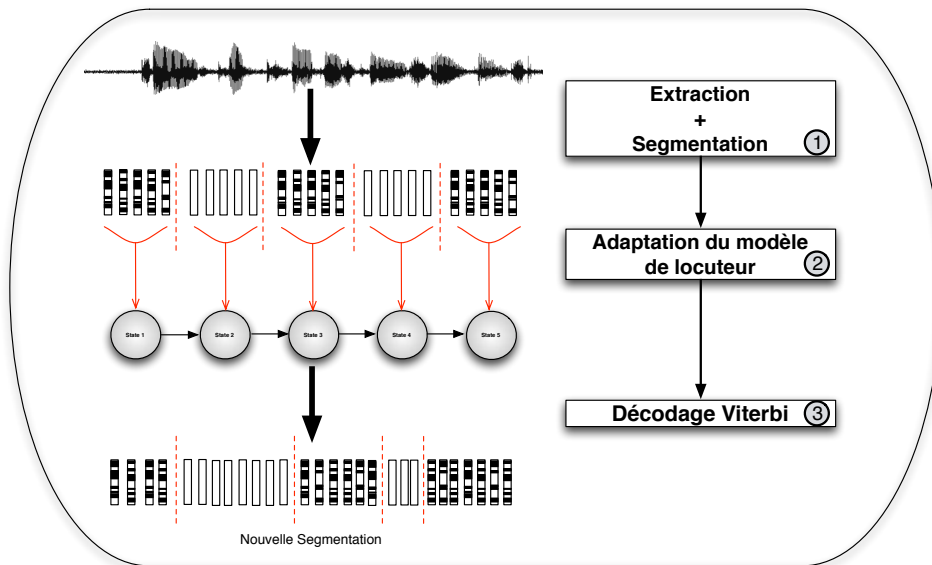 Extraction
+
Segmentation
1
Adaptation du modèle
de locuteur
2
State 1
State 2
State 3
State 4
State 5
Décodage Viterbi
3
Nouvelle Segmentation